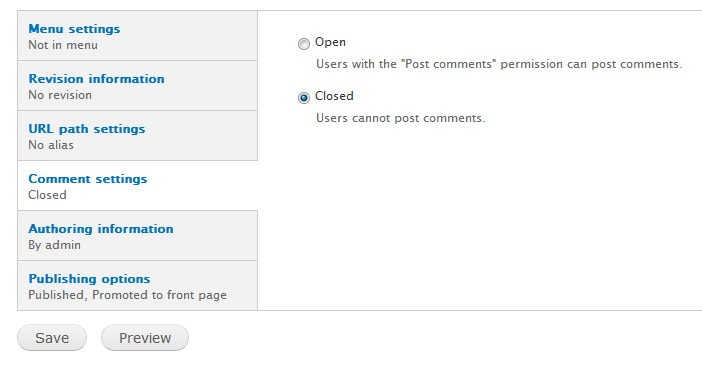 Menu settings
Not in menu
Revision information
No revision
URL path settings
No alias
Comment settings
Closed
Authoring information
By admin
Publishing options
Published, Promoted to front page
Open
Users with the "Post comments" permission can post comments.
Closed
Users cannot post comments.
Save Preview